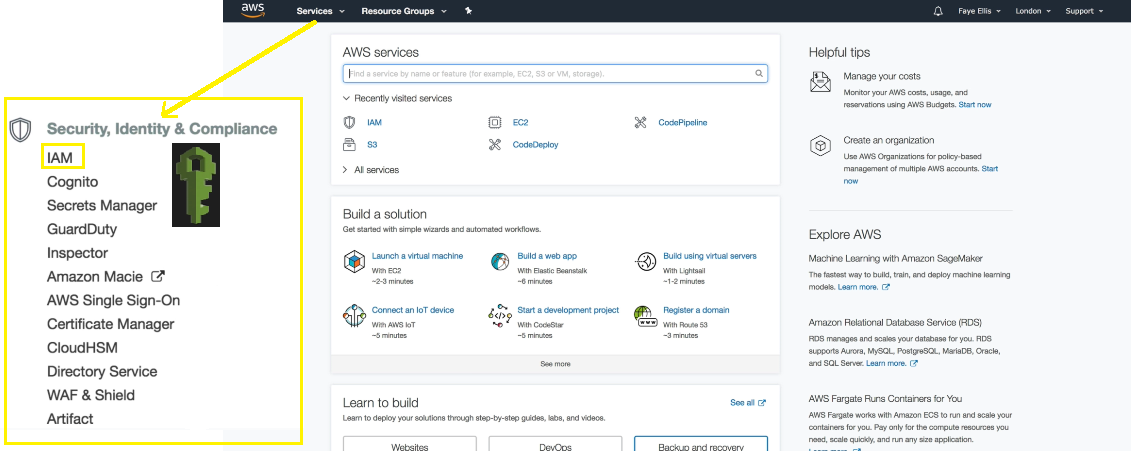 aws
Services
Resource Groups
Faye Ellis
London
Support
Security, Identity & Compliance
IAM
Cognito
Secrets Manager
GuardDuty
Inspector
Amazon Macie
AWS Single Sign-On
Certificate Manager
CloudHSM
Directory Service
WAF & Shield
Artifact
AWS services
Find a service by name or feature (for example, EC2, S3 or VM, storage).
Recently visited services
IAM
EC2
CodePipeline
S3
CodeDeploy
All services
Build a solution
Get started with simple wizards and automated workflows.
Launch a virtual machine
With EC2
~2-3 minutes
Build a web app
With Elastic Beanstalk
~6 minutes
Build using virtual servers
With Lightsail
~1-2 minutes
Connect an IoT device
With AWS IoT
~5 minutes
Start a development project
With CodeStar
~5 minutes
Register a domain
WWW
With Route 53
~3 minutes
See more
Learn to build
See all
Learn to deploy your solutions through step-by-step guides, labs, and videos.
Websites
DevOps
Backup and recovery
Helpful tips
Manage your costs
Monitor your AWS costs, usage, and
reservations using AWS Budgets. Start now
Create an organization
Use AWS Organizations for policy-based
management of multiple AWS accounts. Start
now
Explore AWS
Machine Learning with Amazon SageMaker
The fastest way to build, train, and deploy machine learning
models. Learn more.
Amazon Relational Database Service (RDS)
RDS manages and scales your database for you. RDS
supports Aurora, MySQL, PostgreSQL, MariaDB, Oracle,
and SQL Server. Learn more.
AWS Fargate Runs Containers for You
AWS Fargate works with Amazon ECS to run and scale your
containers for you. Pay only for the compute resources you
need, scale quickly, and run any size application.
Learn more.